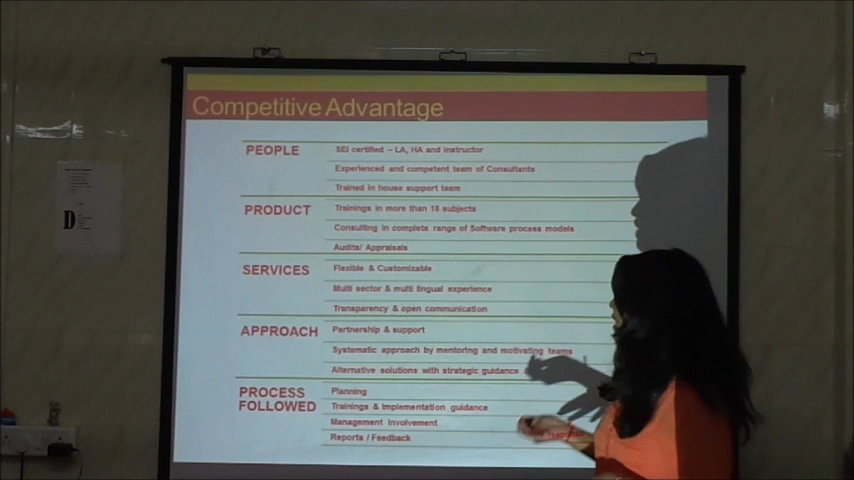 Competitive Advantage
PEOPLE
SEI certified – LA, HA and instructor
Experienced and competent team of Consultants
Trained in house support team
PRODUCT
Trainings in more than 18 subjects
Consulting in complete range of Software process models
Audits/ Appraisals
SERVICES
Flexible & Customizable
Multi sector & multi lingual experience
Transparency & open communication
APPROACH
Partnership & support
Systematic approach by mentoring and motivating teams
Alternative solutions with strategic guidance
PROCESS
FOLLOWED
Planning
Trainings & Implementation guidance
Management Involvement
Reports / Feedback
D